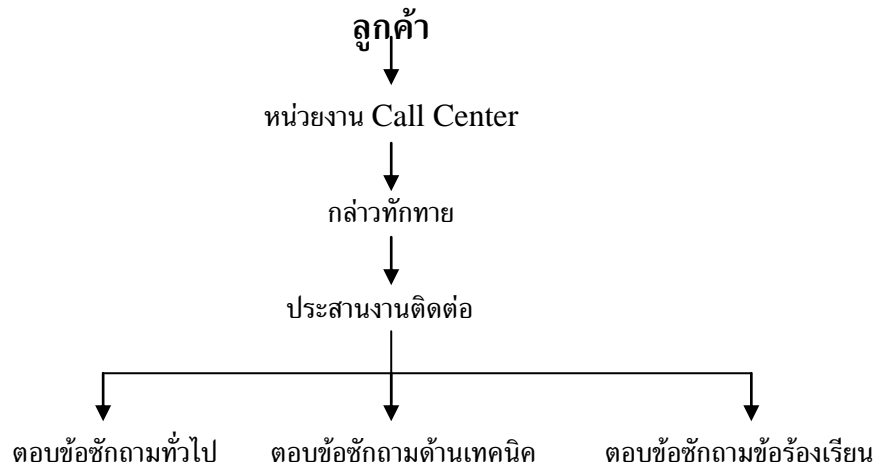 ลูกค้า
หน่วยงาน Call Center
กล่าวทักทาย
ประสานงานติดต่อ
ตอบข้อซักถามทั่วไป ตอบข้อซักถามด้านเทคนิค ตอบข้อซักถามข้อร้องเรียน